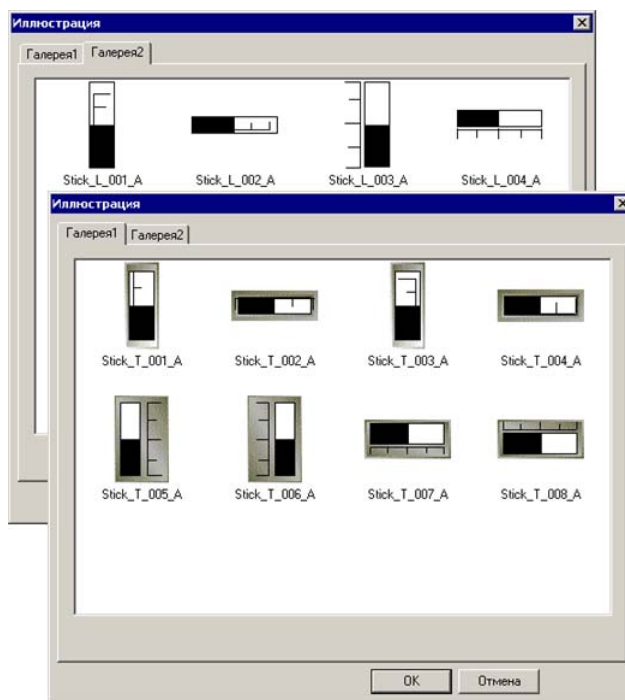 Иллюстрация
Галерея1 Галерея2
Stick_L_001_A Stick_L_002_A Stick_L_003_A Stick_L_004_A
Иллюстрация
Галерея1 Галерея2
Stick_T_001_A Stick_T_002_A Stick_T_003_A Stick_T_004_A
Stick_T_005_A Stick_T_006_A Stick_T_007_A Stick_T_008_A
OK Отмена